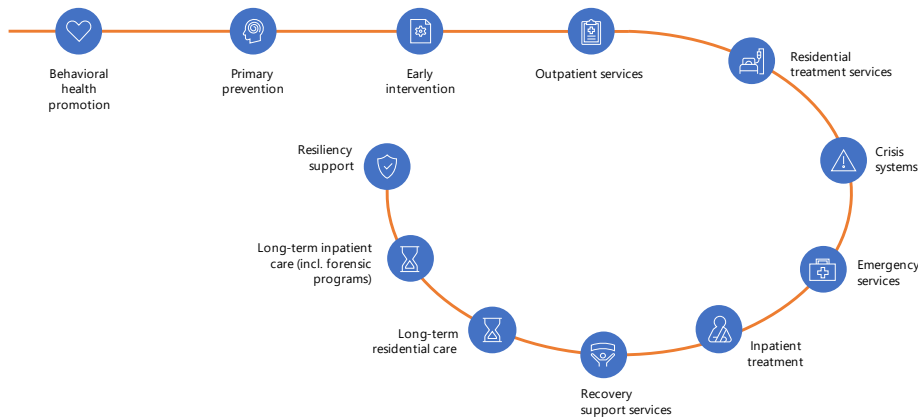 Behavioral
health
promotion
Primary
prevention
Early
intervention
Outpatient services
Residential
treatment services
Crisis
systems
Emergency
services
Inpatient
treatment
Recovery
support services
Long-term
residential care
Long-term inpatient
care (incl. forensic
programs)
Resiliency
support